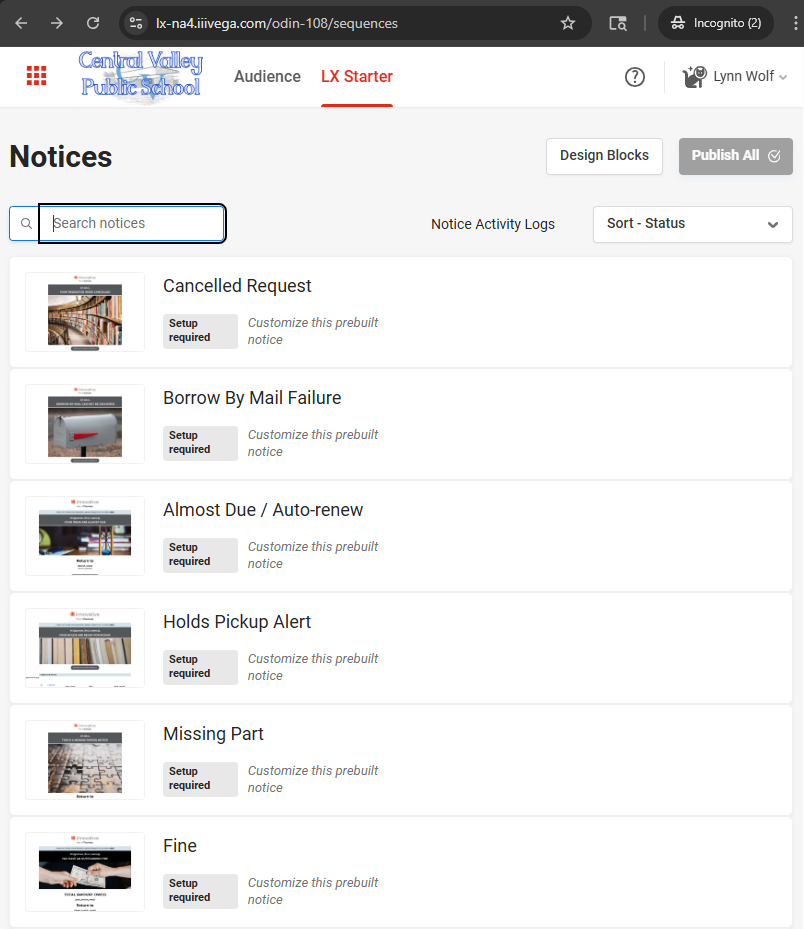 lx-na4.iiivega.com/odin-108/sequences
Incognito (2)
Central Valley
Public School
Audience
LX Starter
Lynn Wolf
Notices
Design Blocks
Publish All
Search notices
Notice Activity Logs
Sort - Status
Cancelled Request
Setup
required
Customize this prebuilt
notice
Borrow By Mail Failure
Setup
required
Customize this prebuilt
notice
Almost Due / Auto-renew
Setup
required
Customize this prebuilt
notice
Holds Pickup Alert
Setup
required
Customize this prebuilt
notice
Missing Part
Setup
required
Customize this prebuilt
notice
Fine
Setup
required
Customize this prebuilt
notice